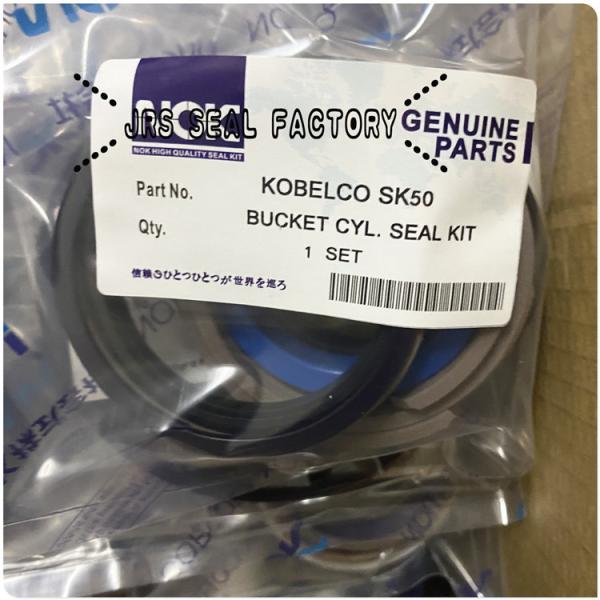 NOK
JRS SEAL FACTORY
NOK HIGH QUALITY SEAL KIT
GENUINE
PARTS
Part No. KOBELCO SK50
Qty. BUCKET CYL. SEAL KIT
1 SET
信頼のひとつひとつが世界を巡ろ